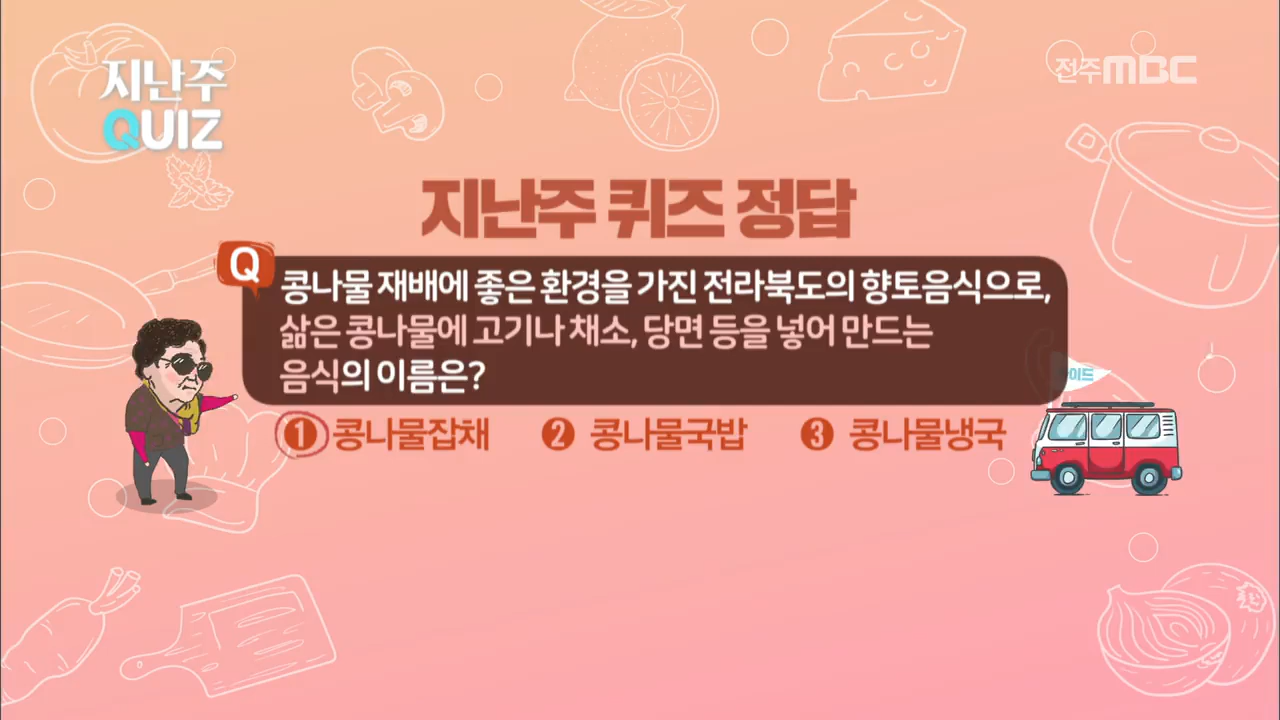 지난주
QUIZ
전주MBC
지난주 퀴즈 정답
Q
콩나물 재배에 좋은 환경을 가진 전라북도의 향토음식으로,
삶은 콩나물에 고기나 채소, 당면 등을 넣어 만드는
음식의 이름은?
이드
1 콩나물잡채 2 콩나물국밥 3 콩나물냉국